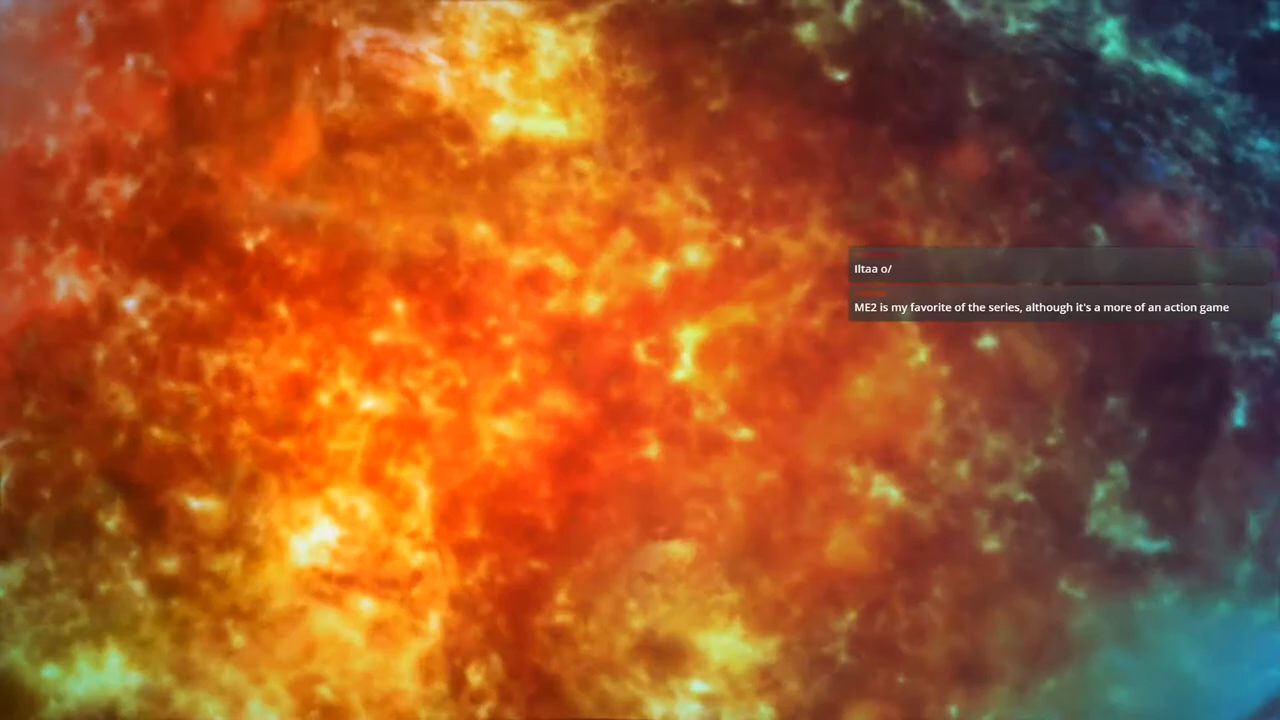 Iltaa o/
ME2 is my favorite of the series, although it's a more of an action game